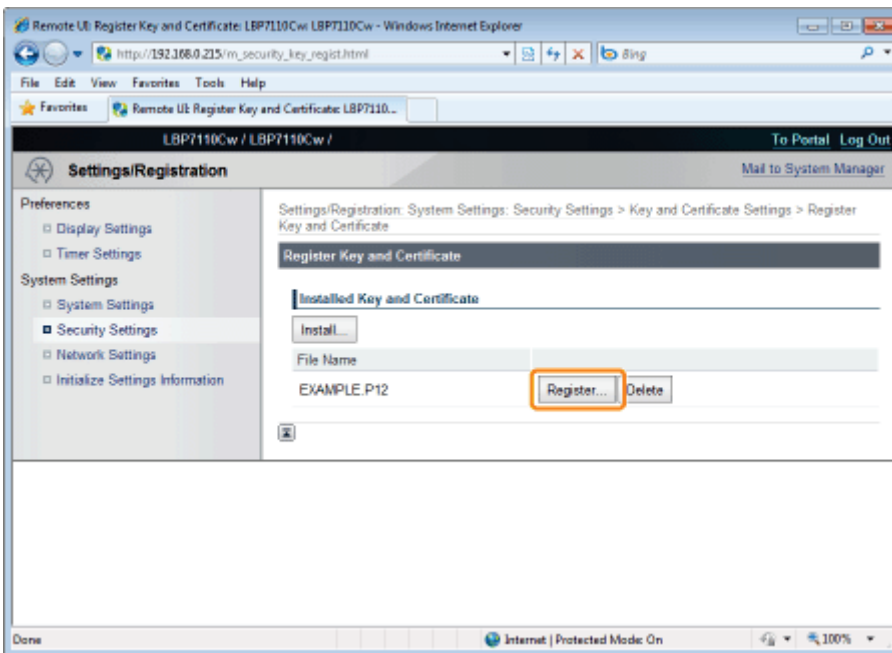 Remote UI: Register Key and Certificate: LBP7110Cw: LBP7110Cw - Windows Internet Explorer
http://192.168.0.215/m_security_key_regist.html
Bing
File Edit View Favorites Tools Help
Favorites Remote UI: Register Key and Certificate: LBP7110...
LBP7110Cw / LBP7110Cw /
To Portal Log Out
Settings/Registration
Mail to System Manager
Preferences
Display Settings
Timer Settings
System Settings
System Settings
Security Settings
Network Settings
Initialize Settings Information
Settings/Registration: System Settings: Security Settings > Key and Certificate Settings > Register
Key and Certificate
Register Key and Certificate
Installed Key and Certificate
Install...
File Name
EXAMPLE.P12 Register... Delete
Done Internet | Protected Mode: On 100%